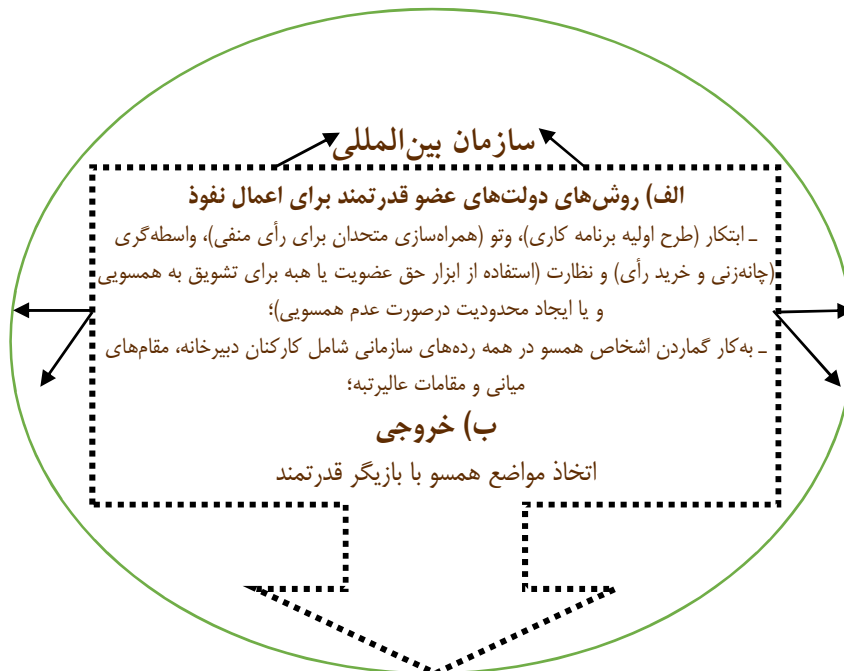 سازمان بین‌المللی
الف) روش‌های دولت‌های عضو قدرتمند برای اعمال نفوذ
ـ ابتکار (طرح اولیه برنامه کاری)، وتو (همراه‌سازی متحدان برای رأی منفی)، واسطه‌گری
(چانه‌زنی و خرید رأی) و نظارت (استفاده از ابزار حق عضویت یا هبه برای تشویق به همسویی
و یا ایجاد محدودیت درصورت عدم همسویی)؛
ـ به‌کار گماردن اشخاص همسو در همه رده‌های سازمانی شامل کارکنان دبیرخانه، مقام‌های
میانی و مقامات عالیرتبه؛
ب) خروجی
اتخاذ مواضع همسو با بازیگر قدرتمند